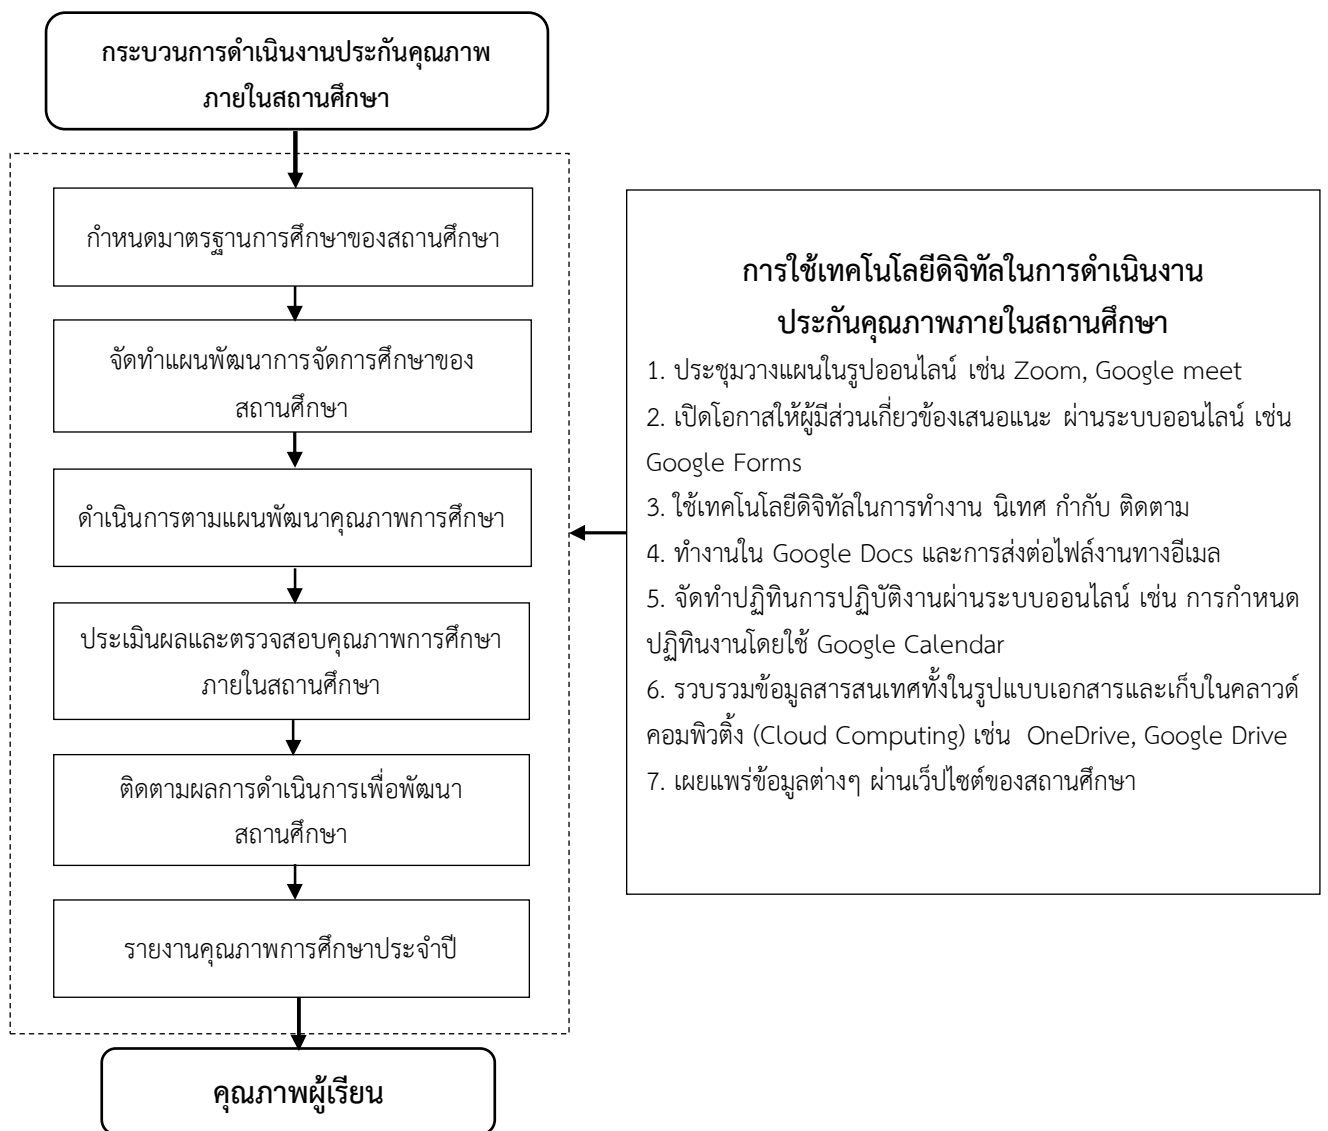 กระบวนการดำเนินงานประกันคุณภาพ
ภายในสถานศึกษา
กำหนดมาตรฐานการศึกษาของสถานศึกษา
จัดทำแผนพัฒนาการจัดการศึกษาของ
สถานศึกษา
ดำเนินการตามแผนพัฒนาคุณภาพการศึกษา
ประเมินผลและตรวจสอบคุณภาพการศึกษา
ภายในสถานศึกษา
ติดตามผลการดำเนินการเพื่อพัฒนา
สถานศึกษา
รายงานคุณภาพการศึกษาประจำปี
คุณภาพผู้เรียน
การใช้เทคโนโลยีดิจิทัลในการดำเนินงาน
ประกันคุณภาพภายในสถานศึกษา
1. ประชุมวางแผนในรูปออนไลน์ เช่น Zoom, Google meet
2. เปิดโอกาสให้ผู้มีส่วนเกี่ยวข้องเสนอแนะ ผ่านระบบออนไลน์ เช่น
Google Forms
3. ใช้เทคโนโลยีดิจิทัลในการทำงาน นิเทศ กำกับ ติดตาม
4. ทำงานใน Google Docs และการส่งต่อไฟล์งานทางอีเมล
5. จัดทำปฏิทินการปฏิบัติงานผ่านระบบออนไลน์ เช่น การกำหนด
ปฏิทินงานโดยใช้ Google Calendar
6. รวบรวมข้อมูลสารสนเทศทั้งในรูปแบบเอกสารและเก็บในคลาวด์
คอมพิวติ้ง (Cloud Computing) เช่น OneDrive, Google Drive
7. เผยแพร่ข้อมูลต่างๆ ผ่านเว็ปไซต์ของสถานศึกษา